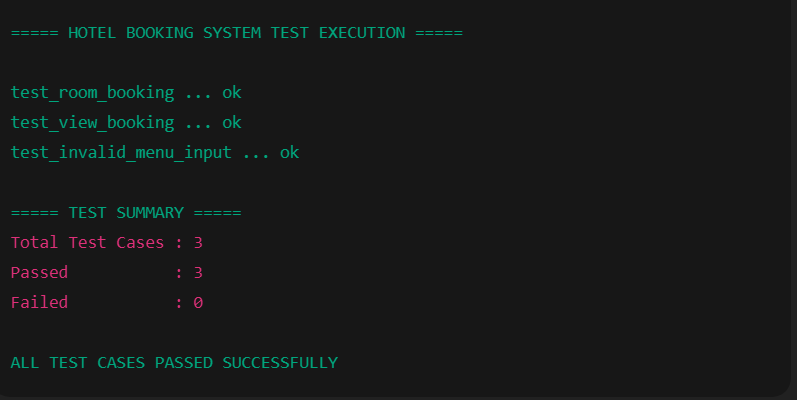 ===== HOTEL BOOKING SYSTEM TEST EXECUTION =====
test_room_booking ... ok
test_view_booking ... ok
test_invalid_menu_input ... ok
===== TEST SUMMARY =====
Total Test Cases : 3
Passed           : 3
Failed           : 0
ALL TEST CASES PASSED SUCCESSFULLY